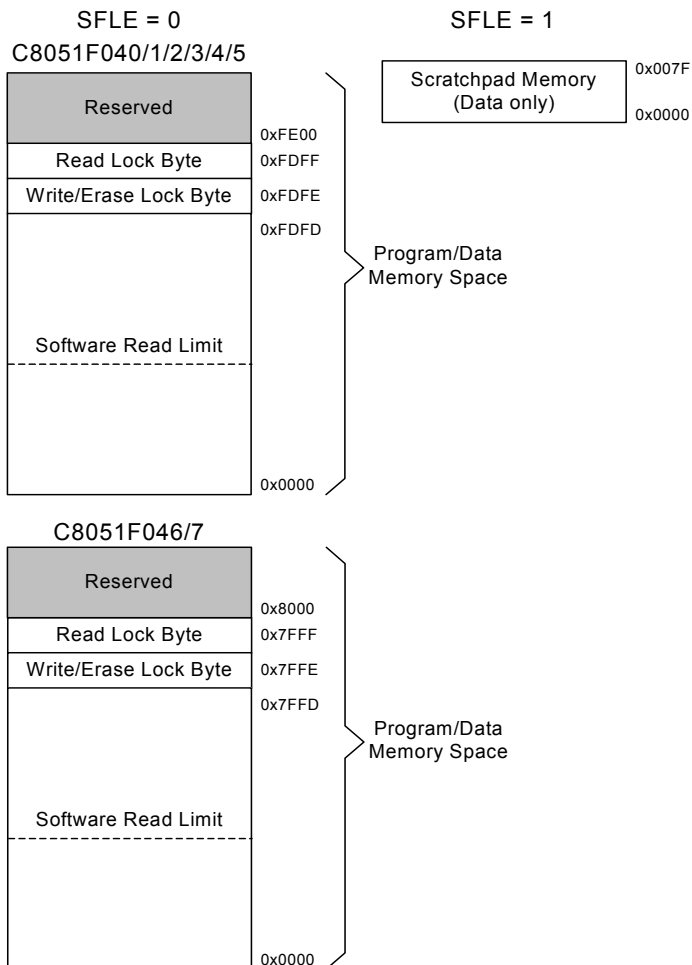 SFLE = 0
SFLE = 1
C8051F040/1/2/3/4/5
Reserved
0xFE00
Read Lock Byte
0xFDFF
Write/Erase Lock Byte
0xFDFE
0xFDFD
Software Read Limit
0x0000
Program/Data
Memory Space
Scratchpad Memory
(Data only)
0x007F
0x0000
C8051F046/7
Reserved
0x8000
Read Lock Byte
0x7FFF
Write/Erase Lock Byte
0x7FFE
0x7FFD
Software Read Limit
0x0000
Program/Data
Memory Space